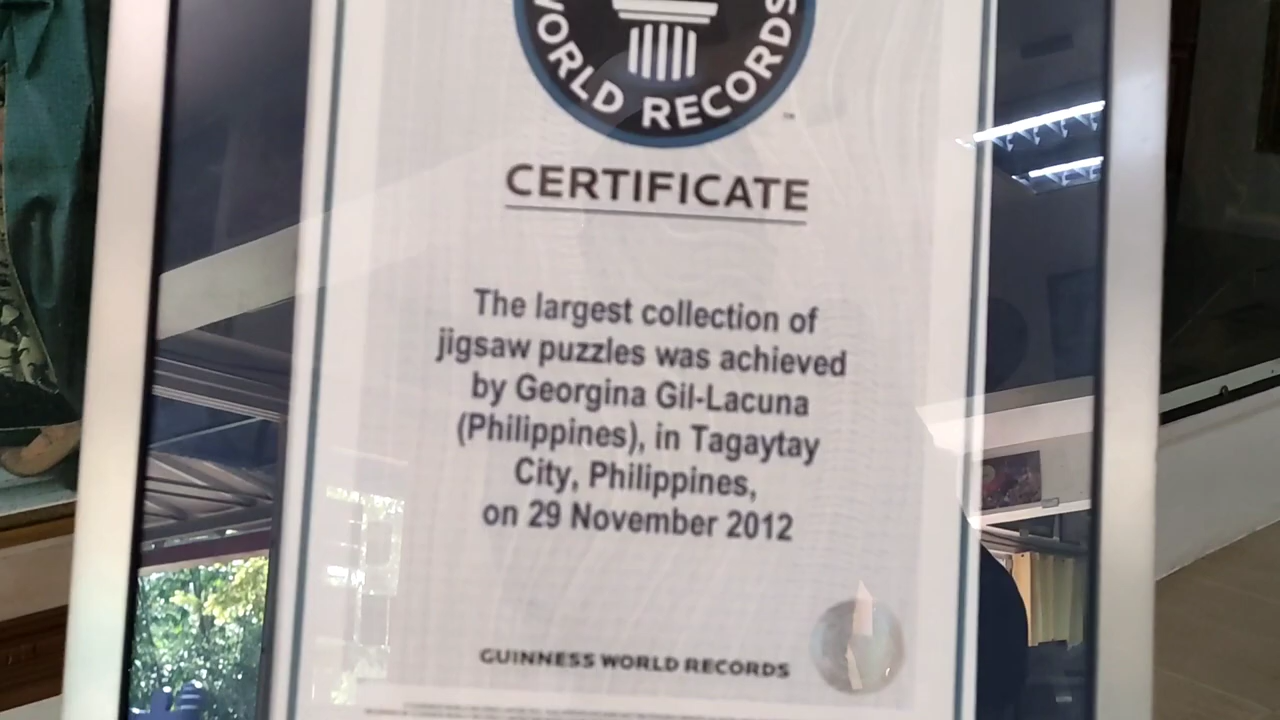 WORLD RECORDS
TM
CERTIFICATE
The largest collection of
jigsaw puzzles was achieved
by Georgina Gil-Lacuna
(Philippines), in Tagaytay
City, Philippines,
on 29 November 2012
GUINNESS WORLD RECORDS